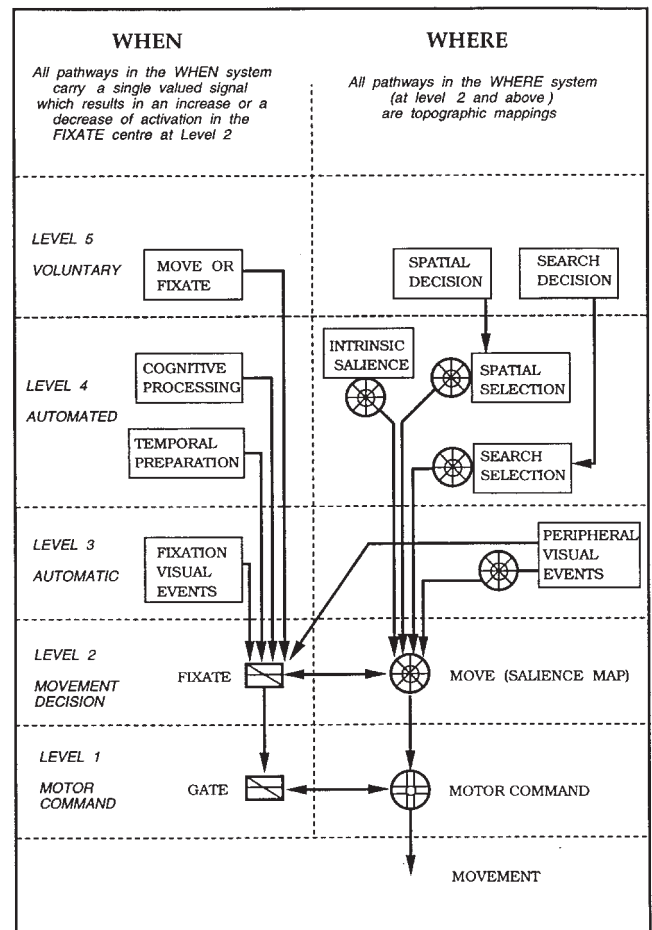 WHEN
All pathways in the WHEN system
carry a single valued signal
which results in an increase or a
decrease of activation in the
FIXATE centre at Level 2
WHERE
All pathways in the WHERE system
(at level 2 and above)
are topographic mappings
LEVEL 5
VOLUNTARY
MOVE OR
FIXATE
SPATIAL
DECISION
SEARCH
DECISION
LEVEL 4
AUTOMATED
COGNITIVE
PROCESSING
TEMPORAL
PREPARATION
INTRINSIC
SALIENCE
SPATIAL
SELECTION
SEARCH
SELECTION
LEVEL 3
AUTOMATIC
FIXATION
VISUAL
EVENTS
PERIPHERAL
VISUAL
EVENTS
LEVEL 2
MOVEMENT
DECISION
FIXATE
MOVE (SALIENCE MAP)
LEVEL 1
MOTOR
COMMAND
GATE
MOTOR COMMAND
MOVEMENT